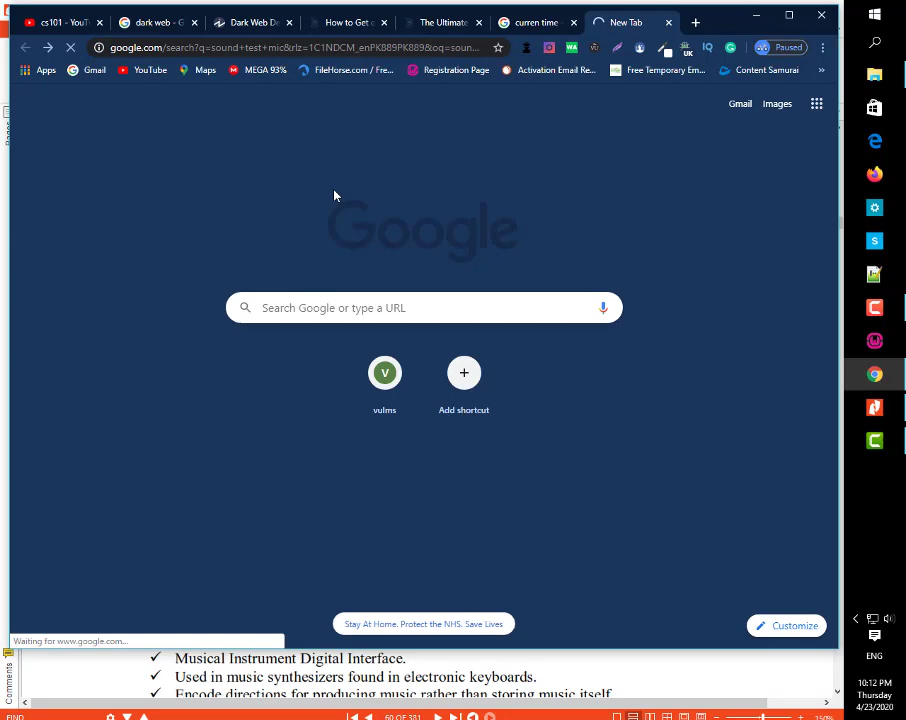 cs101 - YouT
dark web - G
Dark Web De
How to Get o
The Ultimate
curren time -
New Tab
google.com/search?q=sound+test+mic&rlz=1C1NDCM_enPK889PK889&oq=soun...
Paused
Apps
Gmail
YouTube
Maps
MEGA 93%
FileHorse.com / Fre...
Registration Page
Activation Email Re...
Free Temporary Em...
Content Samurai
»
Gmail
Images
Google
Search Google or type a URL
V
vulms
Add shortcut
Stay At Home. Protect the NHS. Save Lives
Customize
Waiting for www.google.com...
✓ Musical Instrument Digital Interface.
✓ Used in music synthesizers found in electronic keyboards.
✓ Encode directions for producing music rather than storing music itself
Comments
FIND
60 OF 381
150%
ENG
10:12 PM
Thursday
4/23/2020